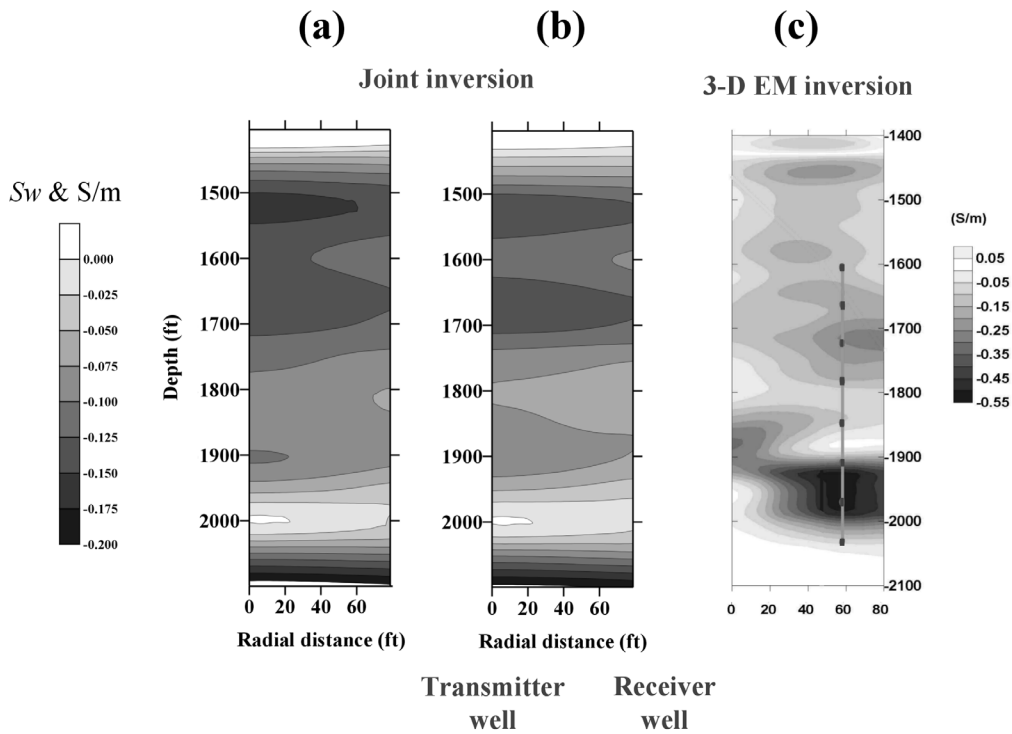 (a)
(b)
(c)
Joint inversion
3-D EM inversion
Sw & S/m
0.000
-0.025
-0.050
-0.075
-0.100
-0.125
-0.150
-0.175
-0.200
Depth (ft)
1500
1600
1700
1800
1900
2000
0 20 40 60
Radial distance (ft)
1500
1600
1700
1800
1900
2000
0 20 40 60
Radial distance (ft)
-1400
-1500
-1600
-1700
-1800
-1900
-2000
-2100
0 20 40 60 80
(S/m)
0.05
-0.05
-0.15
-0.25
-0.35
-0.45
-0.55
Transmitter
well
Receiver
well